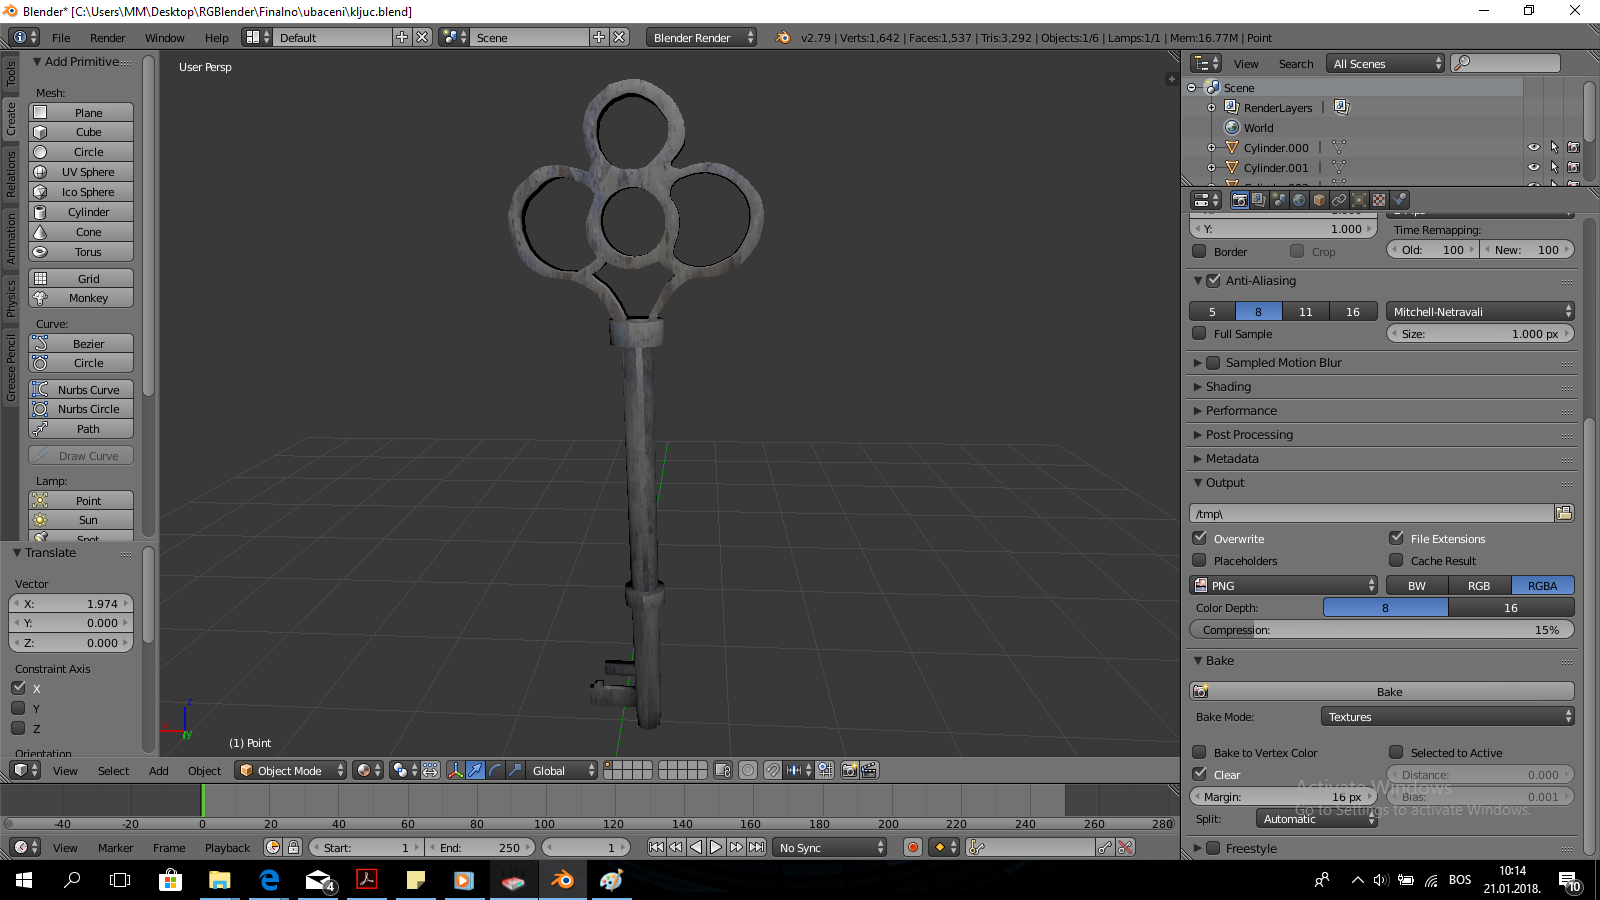 Blender* [C:\Users\MM\Desktop\RGBlender\Finalno\ubaceni\kljuc.blend]
File Render Window Help Default Scene Blender Render v2.79 | Verts:1,642 | Faces:1,537 | Tris:3,292 | Objects:1/6 | Lamps:1/1 | Mem:16.77M | Point
Tools
Create
Relations
Animation
Physics
Grease Pencil
Add Primitive
Mesh:
Plane
Cube
Circle
UV Sphere
Ico Sphere
Cylinder
Cone
Torus
Grid
Monkey
Curve:
Bezier
Circle
Nurbs Curve
Nurbs Circle
Path
Draw Curve
Lamp:
Point
Sun
Spot
Translate
Vector
X: 1.974
Y: 0.000
Z: 0.000
Constraint Axis
X
Y
Z
Orientation
User Persp
z
y
(1) Point
View Select Add Object Object Mode Global
View Search All Scenes
Scene
RenderLayers |
World
Cylinder.000 |
Cylinder.001 |
Y: 1.000
Border Crop
Time Remapping:
Old: 100 New: 100
Anti-Aliasing
5 8 11 16 Mitchell-Netravali
Full Sample Size: 1.000 px
Sampled Motion Blur
Shading
Performance
Post Processing
Metadata
Output
/tmp\
Overwrite File Extensions
Placeholders Cache Result
PNG BW RGB RGBA
Color Depth: 8 16
Compression: 15%
Bake
Bake
Bake Mode: Textures
Bake to Vertex Color Selected to Active
Clear Distance: 0.000
Margin: 16 px Bias: 0.001
Split: Automatic
Freestyle
Activate Windows
Go to Settings to activate Windows.
-40 -20 0 20 40 60 80 100 120 140 160 180 200 220 240 260 280
View Marker Frame Playback Start: 1 End: 250 1 No Sync
4
BOS
10:14
21.01.2018.
10